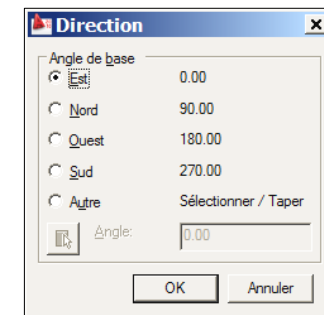 Direction
Angle de base
Est 0.00
Nord 90.00
Ouest 180.00
Sud 270.00
Autre Sélectionner / Taper
Angle: 0.00
OK Annuler